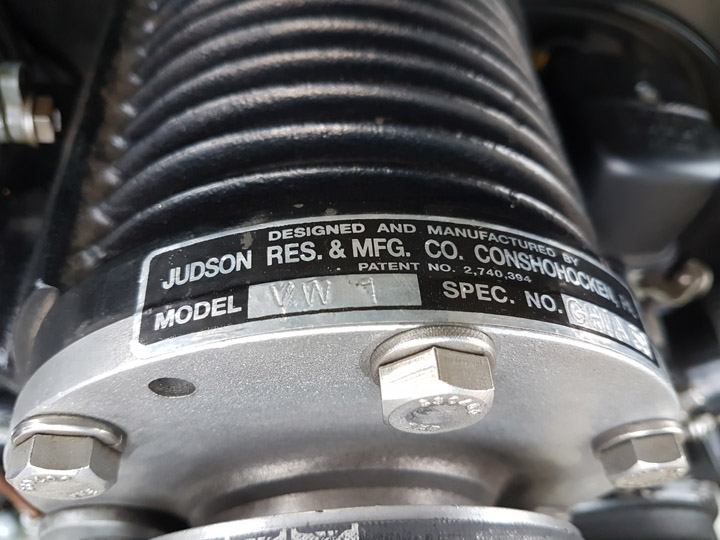 DESIGNED AND MANUFACTURED BY
JUDSON RES. & MFG. CO. CONSHOHOCKEN,
PATENT NO. 2,740,394
MODEL VW 1 SPEC. NO.